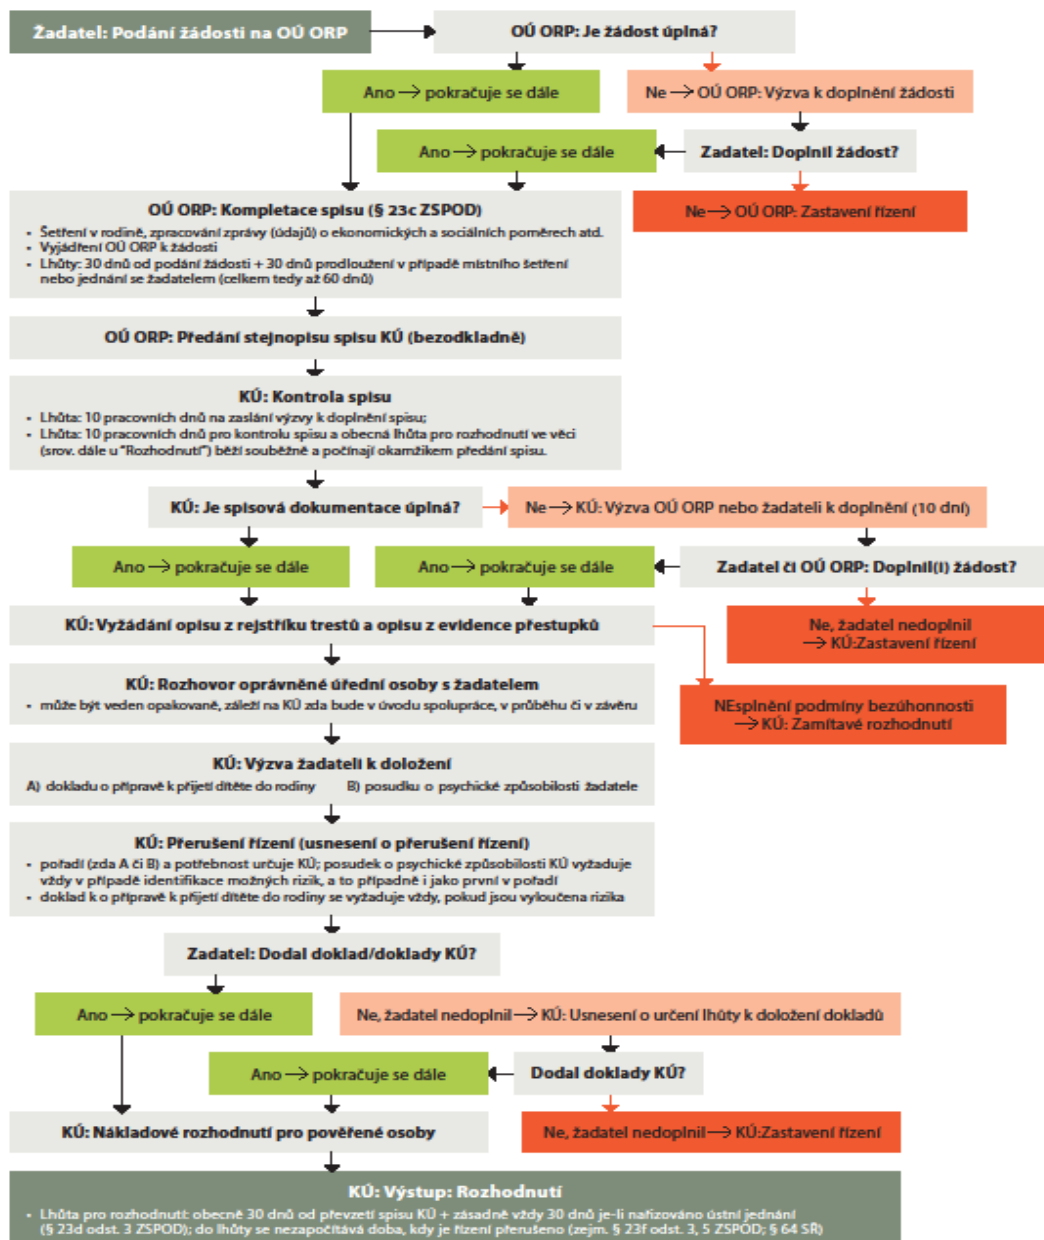 Žadatel: Podání žádosti na OÚ ORP
OÚ ORP: Je žádost úplná?
Ano → pokračuje se dále
Ne → OÚ ORP: Výzva k doplnění žádosti
Ano → pokračuje se dále
Zadatel: Doplnil žádost?
Ne → OÚ ORP: Zastavení řízení
OÚ ORP: Kompletace spisu (§ 23c ZSPOD)
• Šetření v rodině, zpracování zprávy (údajů) o ekonomických a sociálních poměrech atd.
• Vyjádření OÚ ORP k žádosti
• Lhůty: 30 dnů od podání žádosti + 30 dnů prodloužení v případě místního šetření
nebo jednání se žadatelem (celkem tedy až 60 dnů)
OÚ ORP: Předání stejnopisu spisu KÚ (bezodkladně)
KÚ: Kontrola spisu
• Lhůta: 10 pracovních dnů na zaslání výzvy k doplnění spisu;
• Lhůta: 10 pracovních dnů pro kontrolu spisu a obecná lhůta pro rozhodnutí ve věci
(srov. dále u "Rozhodnutí") běží souběžně a počínají okamžikem předání spisu.
KÚ: Je spisová dokumentace úplná?
Ne → KÚ: Výzva OÚ ORP nebo žadateli k doplnění (10 dní)
Ano → pokračuje se dále
Ano → pokračuje se dále
Zadatel či OÚ ORP: Doplnil(i) žádost?
KÚ: Vyžádání opisu z rejstříku trestů a opisu z evidence přestupků
Ne, žadatel nedoplnil
→ KÚ:Zastavení řízení
KÚ: Rozhovor oprávněné úřední osoby s žadatelem
• může být veden opakovaně, záleží na KÚ zda bude v úvodu spolupráce, v průběhu či v závěru
NEsplnění podmíny bezúhonnosti
→ KÚ: Zamítavé rozhodnutí
KÚ: Výzva žadateli k doložení
A) dokladu o přípravě k přijetí dítěte do rodiny B) posudku o psychické způsobilosti žadatele
KÚ: Přerušení řízení (usnesení o přerušení řízení)
• pořadí (zda A či B) a potřebnost určuje KÚ; posudek o psychické způsobilosti KÚ vyžaduje
vždy v případě identifikace možných rizik, a to případně i jako první v pořadí
• doklad k o přípravě k přijetí dítěte do rodiny se vyžaduje vždy, pokud jsou vyloučena rizika
Zadatel: Dodal doklad/doklady KÚ?
Ano → pokračuje se dále
Ne, žadatel nedoplnil → KÚ: Usnesení o určení lhůty k doložení dokladů
Ano → pokračuje se dále
Dodal doklady KÚ?
KÚ: Nákladové rozhodnutí pro pověřené osoby
Ne, žadatel nedoplnil → KÚ:Zastavení řízení
KÚ: Výstup: Rozhodnutí
• Lhůta pro rozhodnutí: obecně 30 dnů od převzetí spisu KÚ + zásadně vždy 30 dnů je-li nařizováno ústní jednání
(§ 23d odst. 3 ZSPOD); do lhůty se nezapočítává doba, kdy je řízení přerušeno (zejm. § 23f odst. 3, 5 ZSPOD; § 64 SŘ)